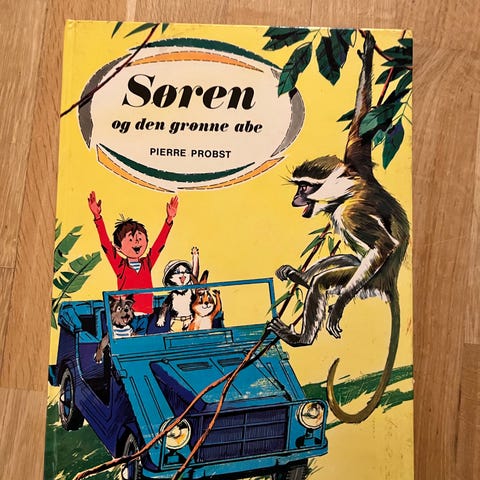 Søren
og den grønne abe
PIERRE PROBST